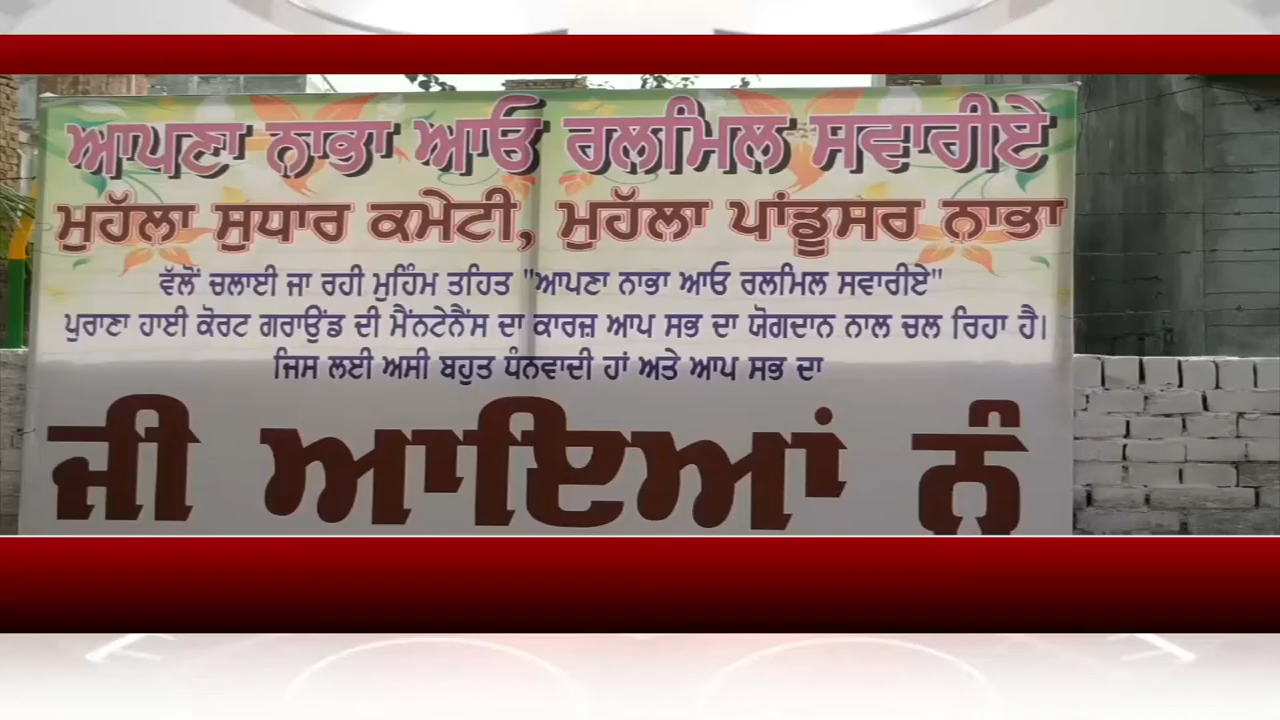 ਆਪਣਾ ਨਾਭਾ ਆਓ ਰਲਮਿਲ ਸਵਾਰੀਏ
ਮੁਹੱਲਾ ਸੁਧਾਰ ਕਮੇਟੀ, ਮੁਹੱਲਾ ਪਾਂਡੂਸਰ ਨਾਭਾ
ਵੱਲੋਂ ਚਲਾਈ ਜਾ ਰਹੀ ਮੁਹਿੰਮ ਤਹਿਤ "ਆਪਣਾ ਨਾਭਾ ਆਓ ਰਲਮਿਲ ਸਵਾਰੀਏ"
ਪੁਰਾਣਾ ਹਾਈ ਕੋਰਟ ਗਰਾਉਂਡ ਦੀ ਮੈਂਨਟੇਨੈਂਸ ਦਾ ਕਾਰਜ਼ ਆਪ ਸਭ ਦਾ ਯੋਗਦਾਨ ਨਾਲ ਚਲ ਰਿਹਾ ਹੈ।
ਜਿਸ ਲਈ ਅਸੀ ਬਹੁਤ ਧੰਨਵਾਦੀ ਹਾਂ ਅਤੇ ਆਪ ਸਭ ਦਾ
ਜੀ ਆਇਆਂ ਨੂੰ